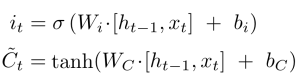 i_t = σ (W_i·[h_{t−1}, x_t] + b_i)
C̃_t = tanh(W_C·[h_{t−1}, x_t] + b_C)